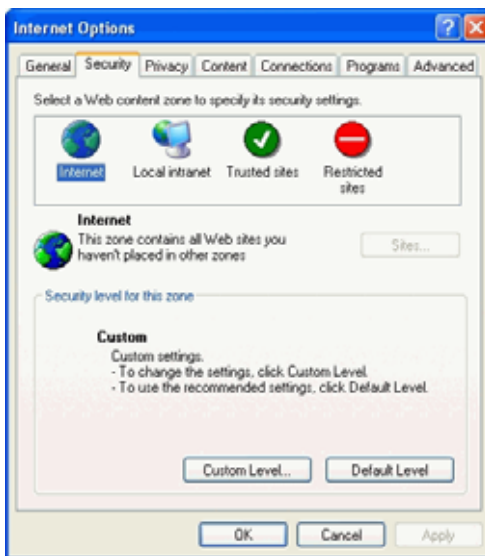 Internet Options
General Security Privacy Content Connections Programs Advanced
Select a Web content zone to specify its security settings.
Internet Local intranet Trusted sites Restricted
sites
Internet
This zone contains all Web sites you
haven't placed in other zones
Sites...
Security level for this zone
Custom
Custom settings.
- To change the settings, click Custom Level.
- To use the recommended settings, click Default Level.
Custom Level... Default Level
OK Cancel Apply